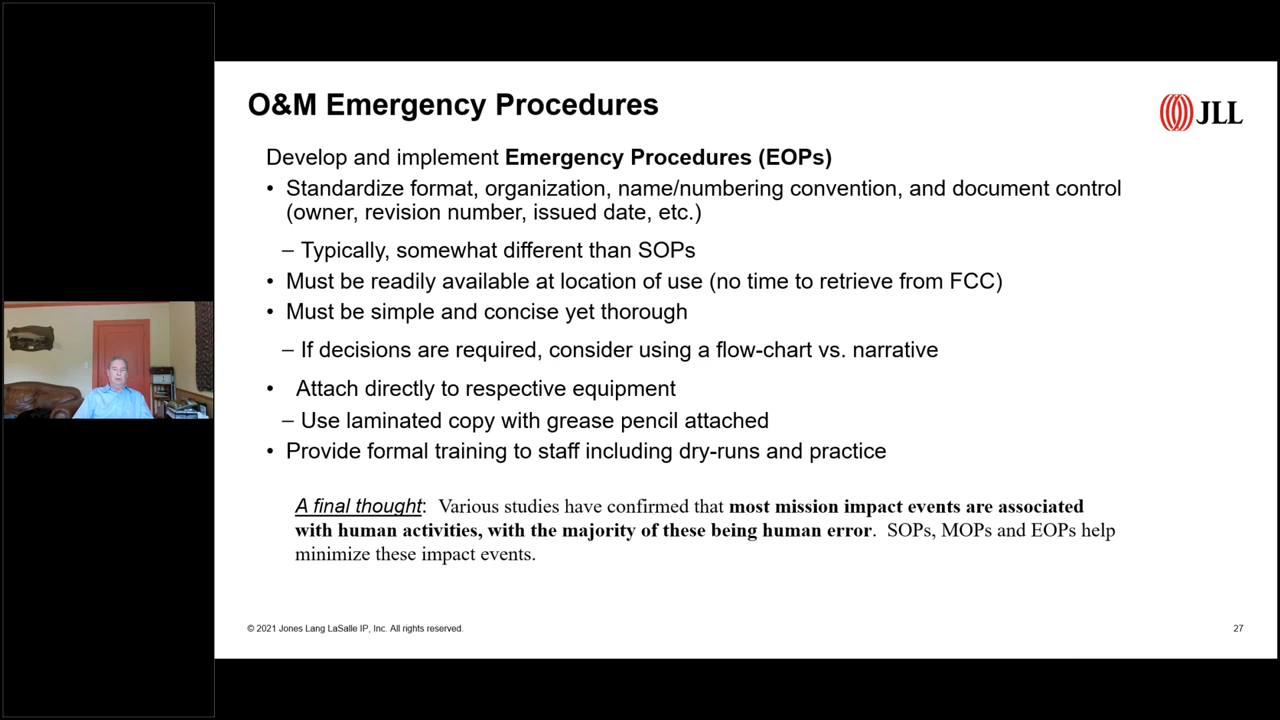 O&M Emergency Procedures
JLL
Develop and implement Emergency Procedures (EOPs)
• Standardize format, organization, name/numbering convention, and document control
(owner, revision number, issued date, etc.)
– Typically, somewhat different than SOPs
• Must be readily available at location of use (no time to retrieve from FCC)
• Must be simple and concise yet thorough
– If decisions are required, consider using a flow-chart vs. narrative
• Attach directly to respective equipment
– Use laminated copy with grease pencil attached
• Provide formal training to staff including dry-runs and practice
A final thought: Various studies have confirmed that most mission impact events are associated
with human activities, with the majority of these being human error. SOPs, MOPs and EOPs help
minimize these impact events.
© 2021 Jones Lang LaSalle IP, Inc. All rights reserved.
27